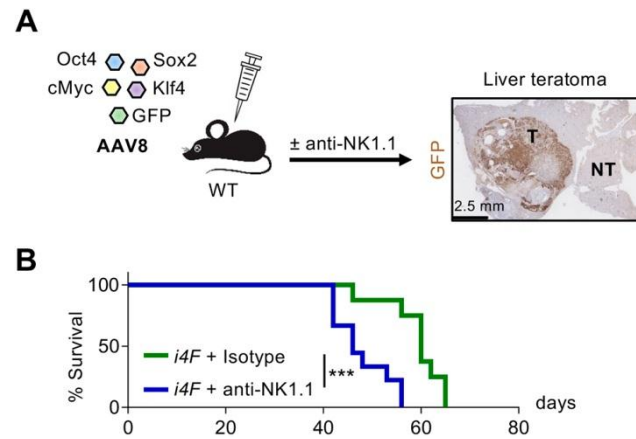 A
Oct4
Sox2
cMyc
Klf4
GFP
AAV8
WT
± anti-NK1.1
Liver teratoma
GFP
T
NT
2.5 mm
B
% Survival
100
50
0
i4F + Isotype
i4F + anti-NK1.1
***
0 20 40 60 80
days